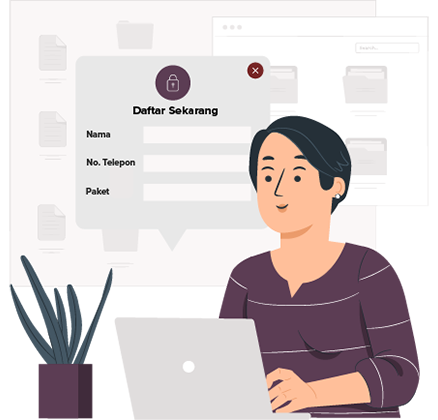 Search...
Daftar Sekarang
Nama
No. Telepon
Paket